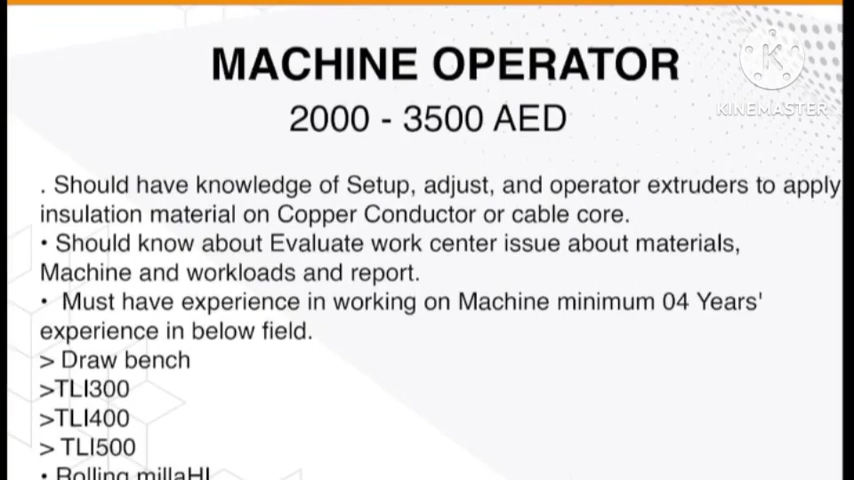 MACHINE OPERATOR
KINEMASTER
2000 - 3500 AED
. Should have knowledge of Setup, adjust, and operator extruders to apply
insulation material on Copper Conductor or cable core.
• Should know about Evaluate work center issue about materials,
Machine and workloads and report.
• Must have experience in working on Machine minimum 04 Years'
experience in below field.
> Draw bench
>TLI300
>TLI400
> TLI500
• Rolling millaHL